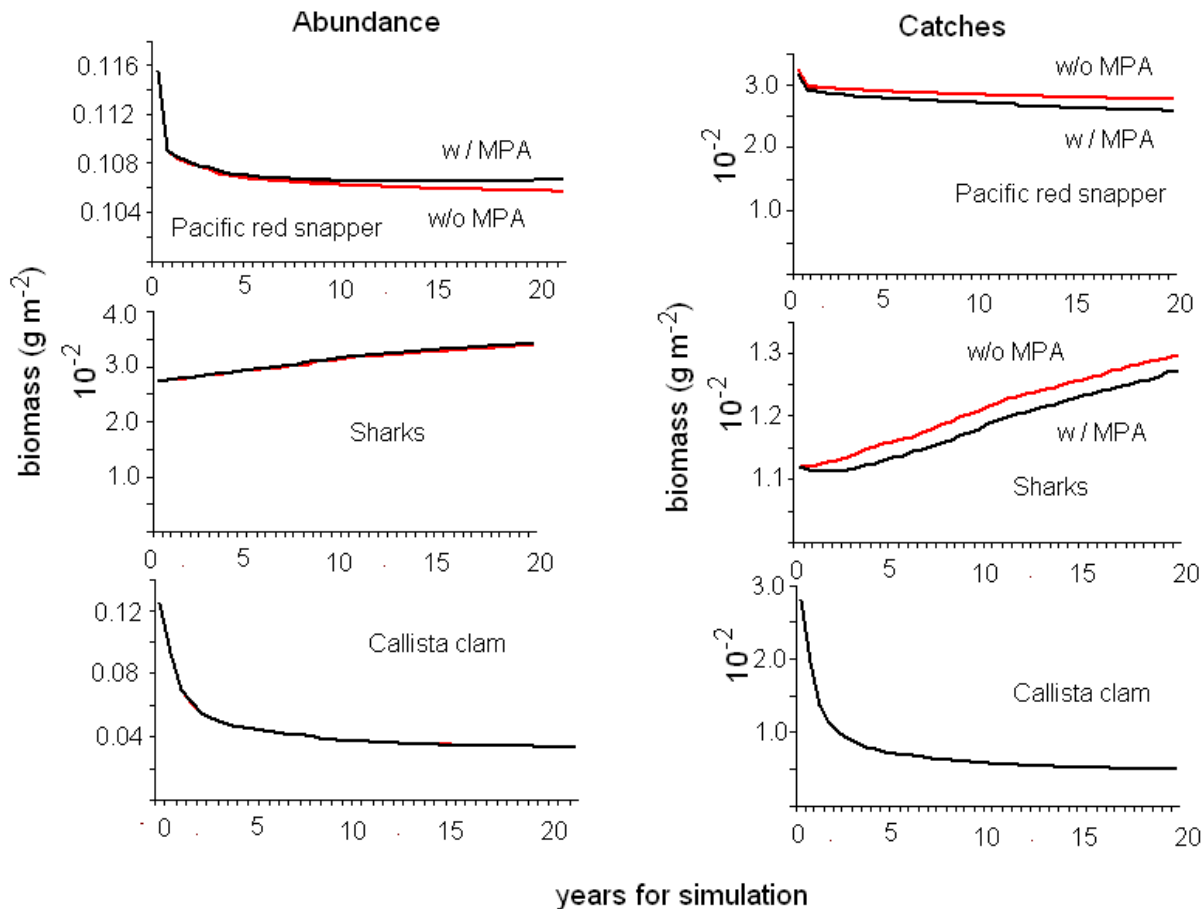 Abundance
0.116
0.112
0.108
0.104
w / MPA
w/o MPA
Pacific red snapper
0 5 10 15 20
Catches
3.0
2.0
1.0
10-2
w/o MPA
w / MPA
Pacific red snapper
0 5 10 15 20
biomass (g m-2)
4.0
3.0
2.0
1.0
10-2
Sharks
0 5 10 15 20
biomass (g m-2)
1.3
1.2
1.1
10-2
w/o MPA
w / MPA
Sharks
0 5 10 15 20
0.12
0.08
0.04
Callista clam
0 5 10 15 20
3.0
2.0
1.0
10-2
Callista clam
0 5 10 15 20
years for simulation